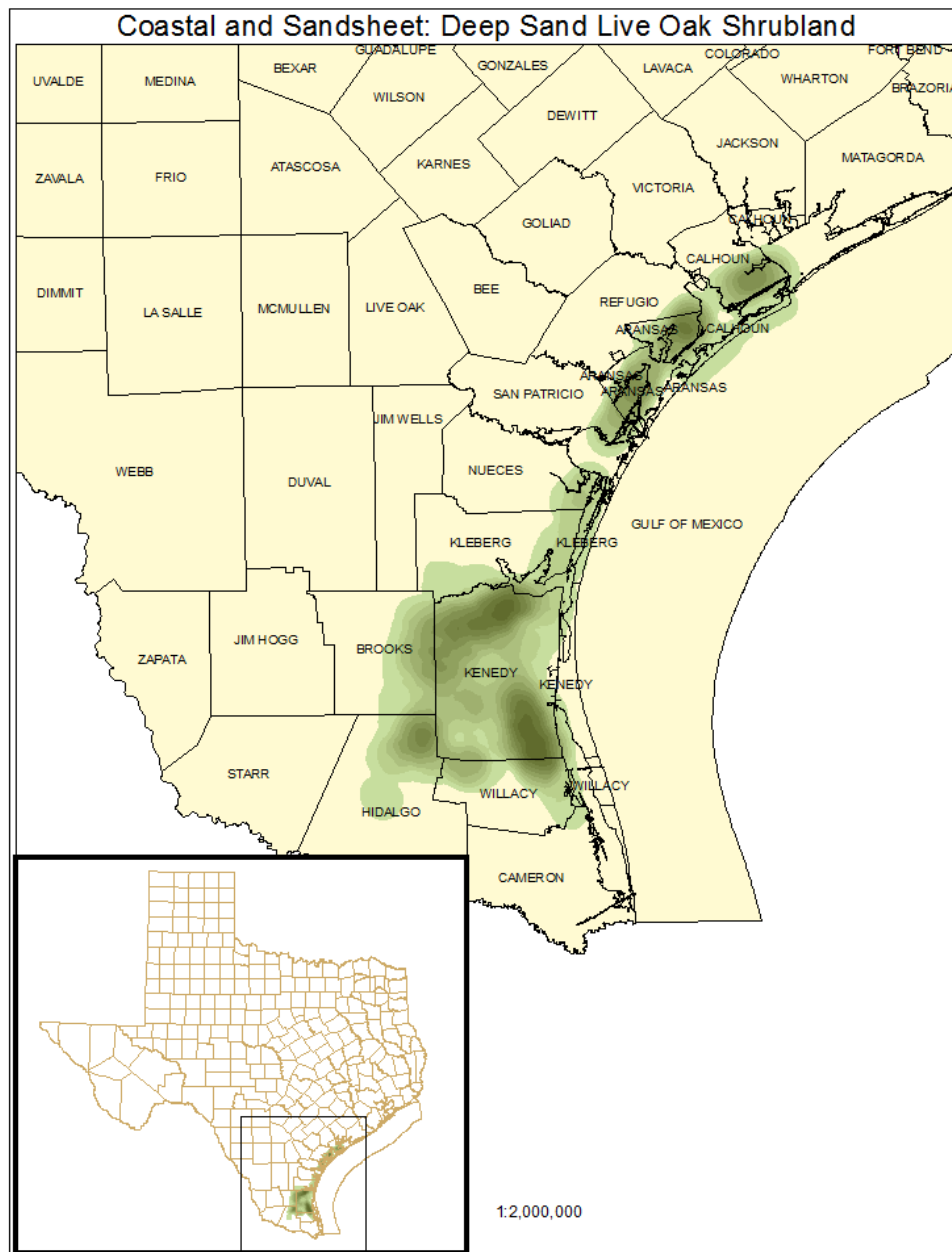 Coastal and Sandsheet: Deep Sand Live Oak Shrubland
GUADALUPE
COLORADO
FORT BEND
BEXAR
GONZALES
LAVACA
UVALDE
MEDINA
WHARTON
BRAZORIA
WILSON
DEWITT
JACKSON
MATAGORDA
ZAVALA
FRIO
ATASCOSA
KARNES
VICTORIA
GOLIAD
CALHOUN
CALHOUN
DIMMIT
LA SALLE
MCMULLEN
LIVE OAK
BEE
REFUGIO
ARANSAS
CALHOUN
ARANSAS
ARANSAS
ARANSAS
SAN PATRICIO
JIM WELLS
WEBB
DUVAL
NUECES
GULF OF MEXICO
KLEBERG
KLEBERG
ZAPATA
JIM HOGG
BROOKS
KENEDY
KENEDY
STARR
HIDALGO
WILLACY
WILLACY
CAMERON
1:2,000,000